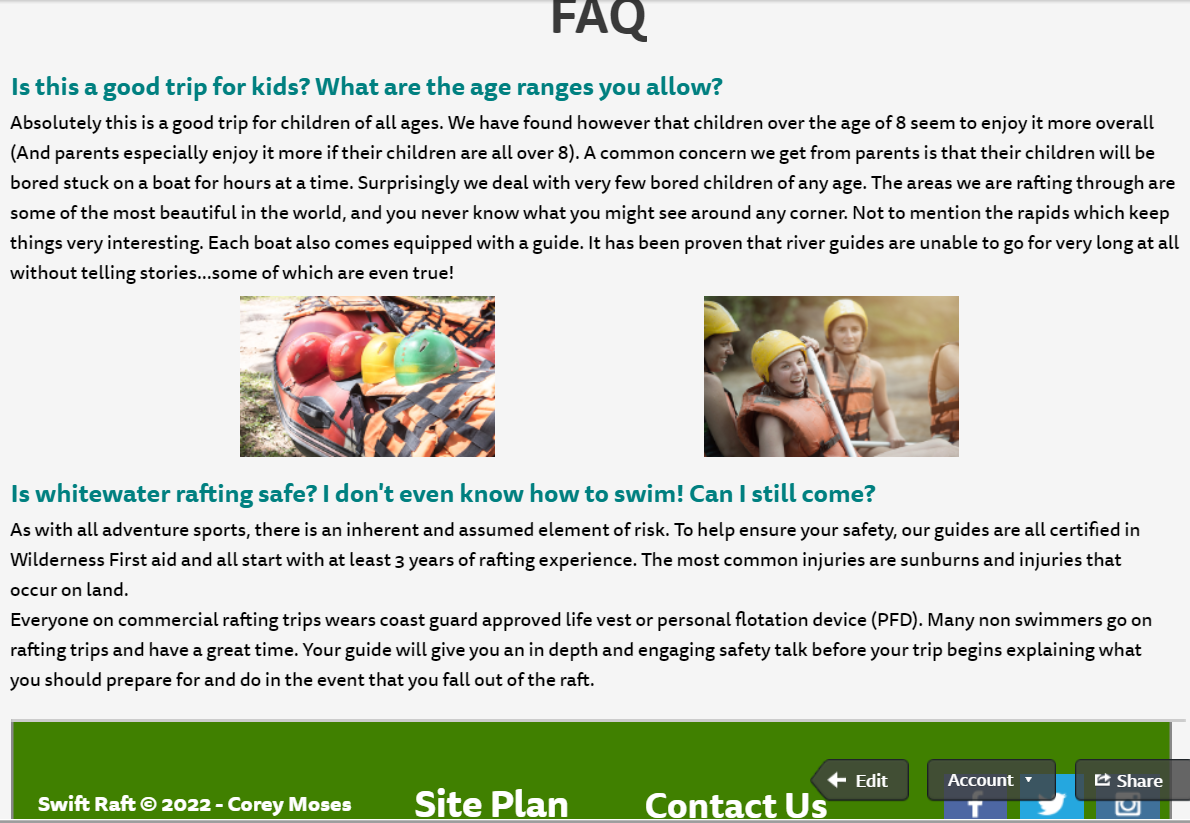 FAQ
Is this a good trip for kids? What are the age ranges you allow?
Absolutely this is a good trip for children of all ages. We have found however that children over the age of 8 seem to enjoy it more overall
(And parents especially enjoy it more if their children are all over 8). A common concern we get from parents is that their children will be
bored stuck on a boat for hours at a time. Surprisingly we deal with very few bored children of any age. The areas we are rafting through are
some of the most beautiful in the world, and you never know what you might see around any corner. Not to mention the rapids which keep
things very interesting. Each boat also comes equipped with a guide. It has been proven that river guides are unable to go for very long at all
without telling stories...some of which are even true!
Is whitewater rafting safe? I don't even know how to swim! Can I still come?
As with all adventure sports, there is an inherent and assumed element of risk. To help ensure your safety, our guides are all certified in
Wilderness First aid and all start with at least 3 years of rafting experience. The most common injuries are sunburns and injuries that
occur on land.
Everyone on commercial rafting trips wears coast guard approved life vest or personal flotation device (PFD). Many non swimmers go on
rafting trips and have a great time. Your guide will give you an in depth and engaging safety talk before your trip begins explaining what
you should prepare for and do in the event that you fall out of the raft.
Edit Account Share
Swift Raft © 2022 - Corey Moses Site Plan Contact Us